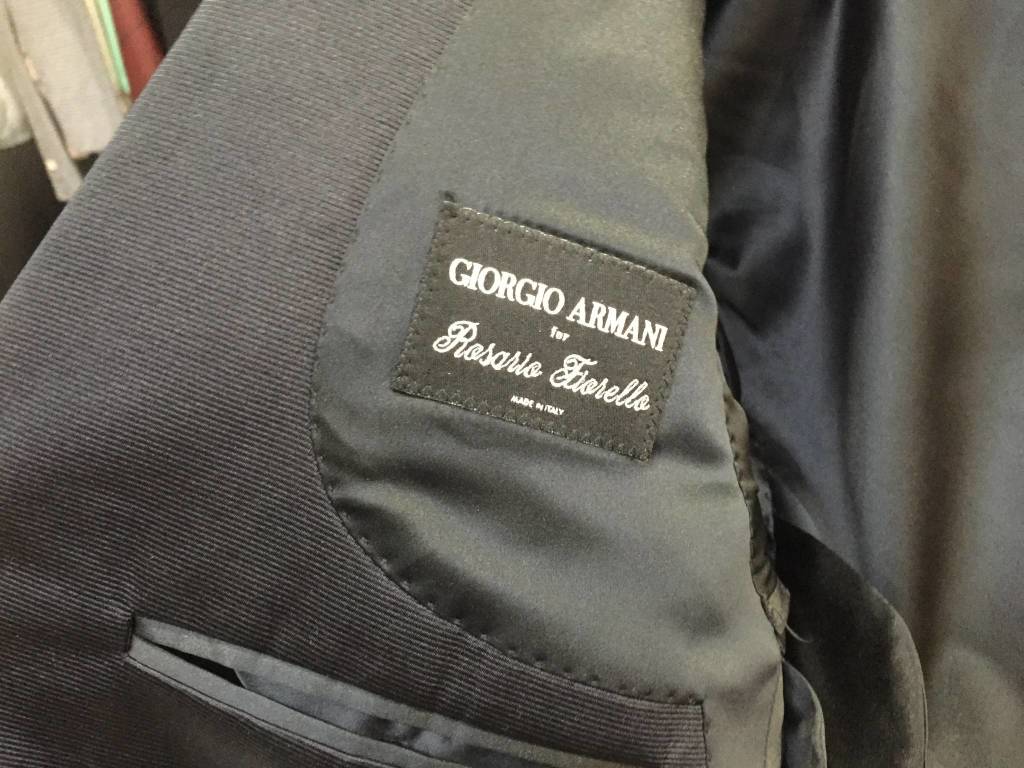 GIORGIO ARMANI
for
Rosario Fiorello
MADE IN ITALY